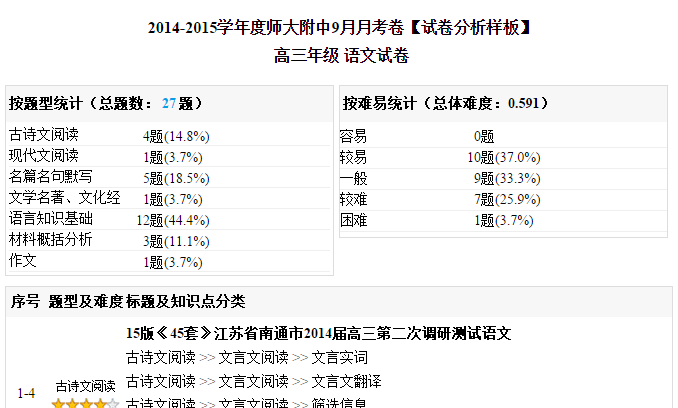 2014-2015学年度师大附中9月月考卷【试卷分析样板】
高三年级 语文试卷
按题型统计（总题数：27题）
古诗文阅读 4题(14.8%)
现代文阅读 1题(3.7%)
名篇名句默写 5题(18.5%)
文学名著、文化经 1题(3.7%)
语言知识基础 12题(44.4%)
材料概括分析 3题(11.1%)
作文 1题(3.7%)
按难易统计（总体难度：0.591）
容易 0题
较易 10题(37.0%)
一般 9题(33.3%)
较难 7题(25.9%)
困难 1题(3.7%)
序号 题型及难度 标题及知识点分类
15版《45套》江苏省南通市2014届高三第二次调研测试语文
古诗文阅读 >> 文言文阅读 >> 文言实词
1-4 古诗文阅读 古诗文阅读 >> 文言文阅读 >> 文言文翻译
古诗文阅读 >> 文言文阅读 >> 筛选信息